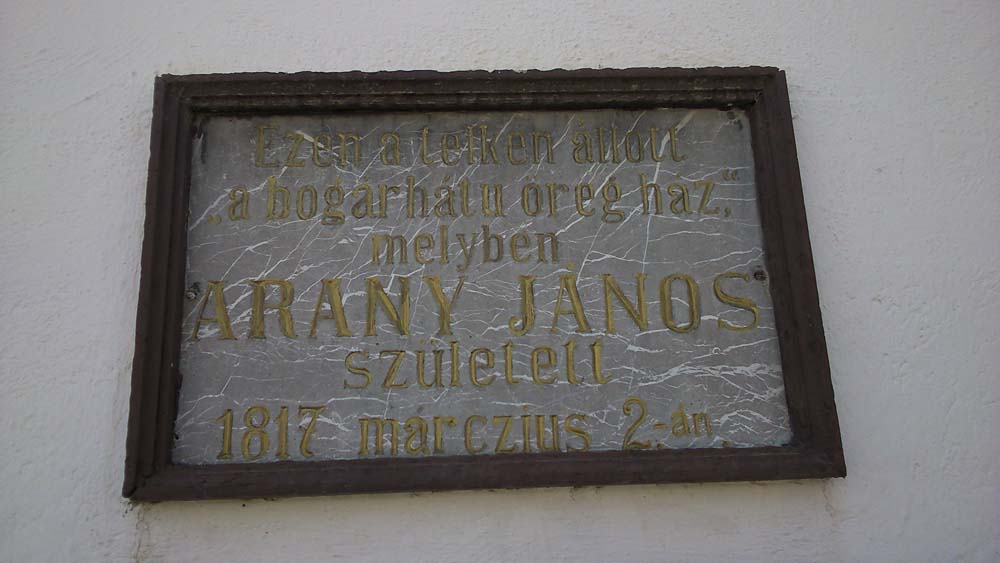 Ezen a telken állott
„a bogárhátu öreg ház,“
melyben
ARANY JÁNOS
született
1817 márczius 2.-án.